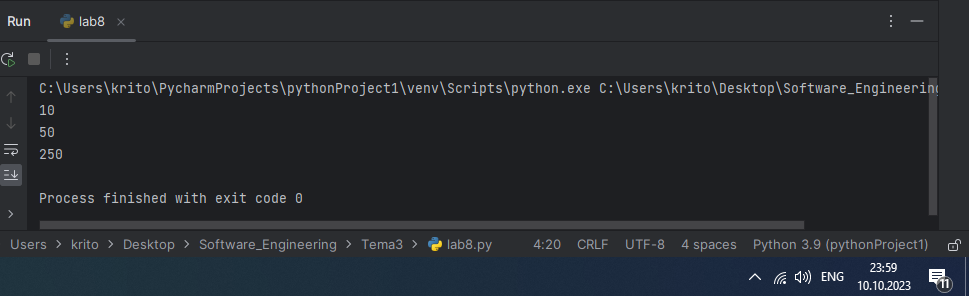 Run lab8
C:\Users\krito\PycharmProjects\pythonProject1\venv\Scripts\python.exe C:\Users\krito\Desktop\Software_Engineering
10
50
250
Process finished with exit code 0
Users > krito > Desktop > Software_Engineering > Tema3 > lab8.py 4:20 CRLF UTF-8 4 spaces Python 3.9 (pythonProject1)
ENG 23:59 11
10.10.2023